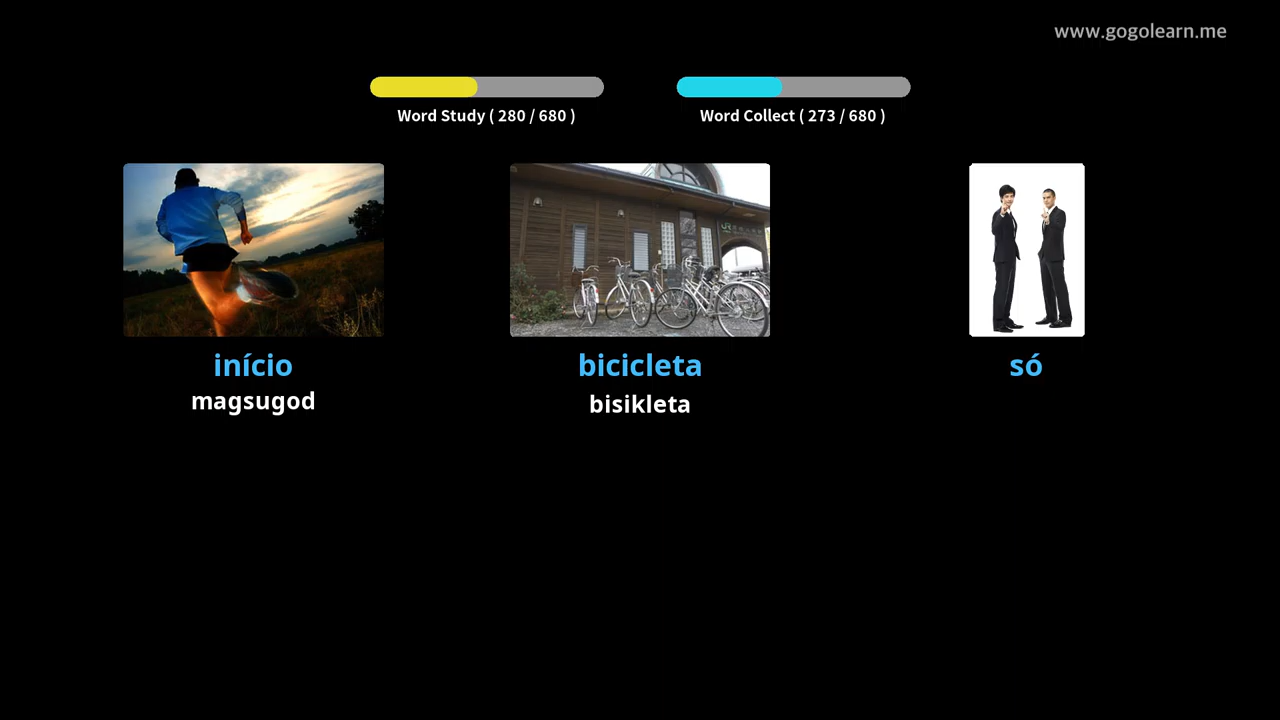 www.gogolearn.me
Word Study ( 280 / 680 )
Word Collect ( 273 / 680 )
início
bicicleta
só
magsugod
bisikleta